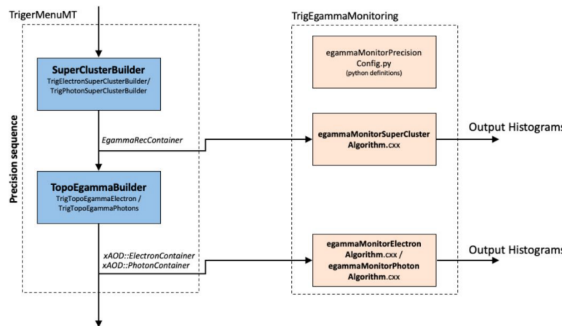 TrigerMenuMT
TrigEgammaMonitoring
Precision sequence
SuperClusterBuilder
TrigElectronSuperClusterBuilder/
TrigPhotonSuperClusterBuilder
egammaMonitorPrecision
Config.py
(python definitions)
EgammaRecContainer
egammaMonitorSuperCluster
Algorithm.cxx
Output Histograms
TopoEgammaBuilder
TrigTopoEgammaElectron /
TrigTopoEgammaPhotons
xAOD::ElectronContainer
xAOD::PhotonContainer
egammaMonitorElectron
Algorithm.cxx /
egammaMonitorPhoton
Algorithm.cxx
Output Histograms